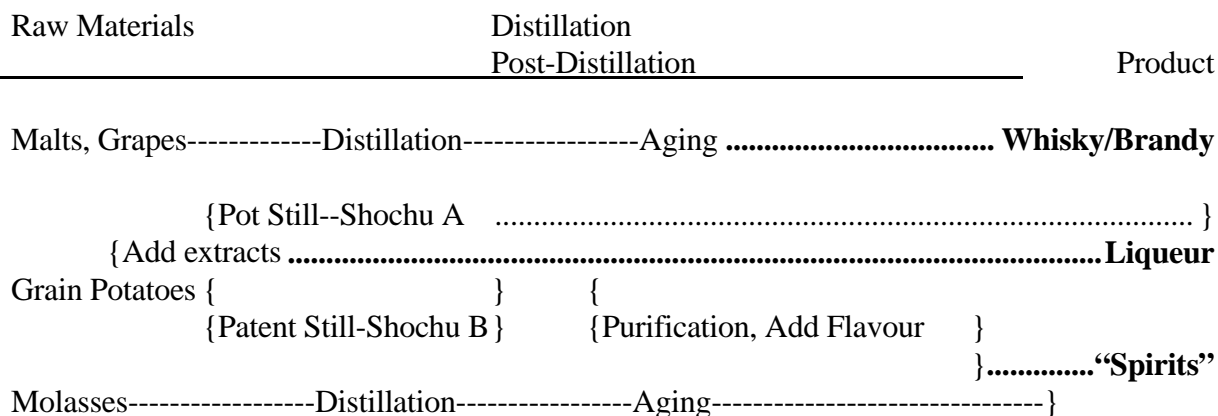 Raw Materials Distillation
Post-Distillation Product
Malts, Grapes-------------Distillation-----------------Aging ................................... Whisky/Brandy
{Pot Still--Shochu A ........................................................................................... }
{Add extracts ...........................................................................................................Liqueur
Grain Potatoes { } {
{Patent Still-Shochu B} {Purification, Add Flavour }
}..............“Spirits”
Molasses------------------Distillation-----------------Aging--------------------------------}